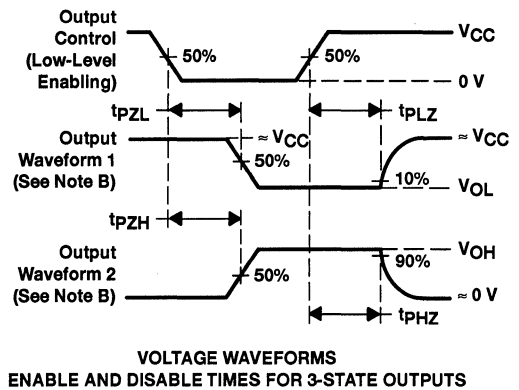 Output
Control
(Low-Level
Enabling)
50%
50%
VCC
0 V
tPZL
tPLZ
Output
Waveform 1
(See Note B)
≈ VCC
50%
≈ VCC
10%
VOL
tPZH
Output
Waveform 2
(See Note B)
50%
VOH
90%
≈ 0 V
tPHZ
VOLTAGE WAVEFORMS
ENABLE AND DISABLE TIMES FOR 3-STATE OUTPUTS